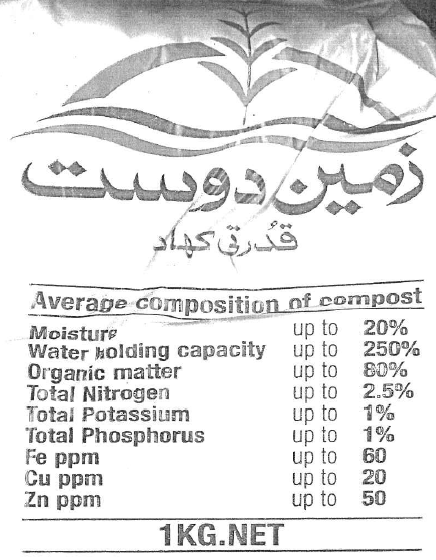 زمین دوست
قُدرتی کھاد
Average composition of compost
Moisture up to 20%
Water holding capacity up to 250%
Organic matter up to 80%
Total Nitrogen up to 2.5%
Total Potassium up to 1%
Total Phosphorus up to 1%
Fe ppm up to 60
Cu ppm up to 20
Zn ppm up to 50
1KG.NET